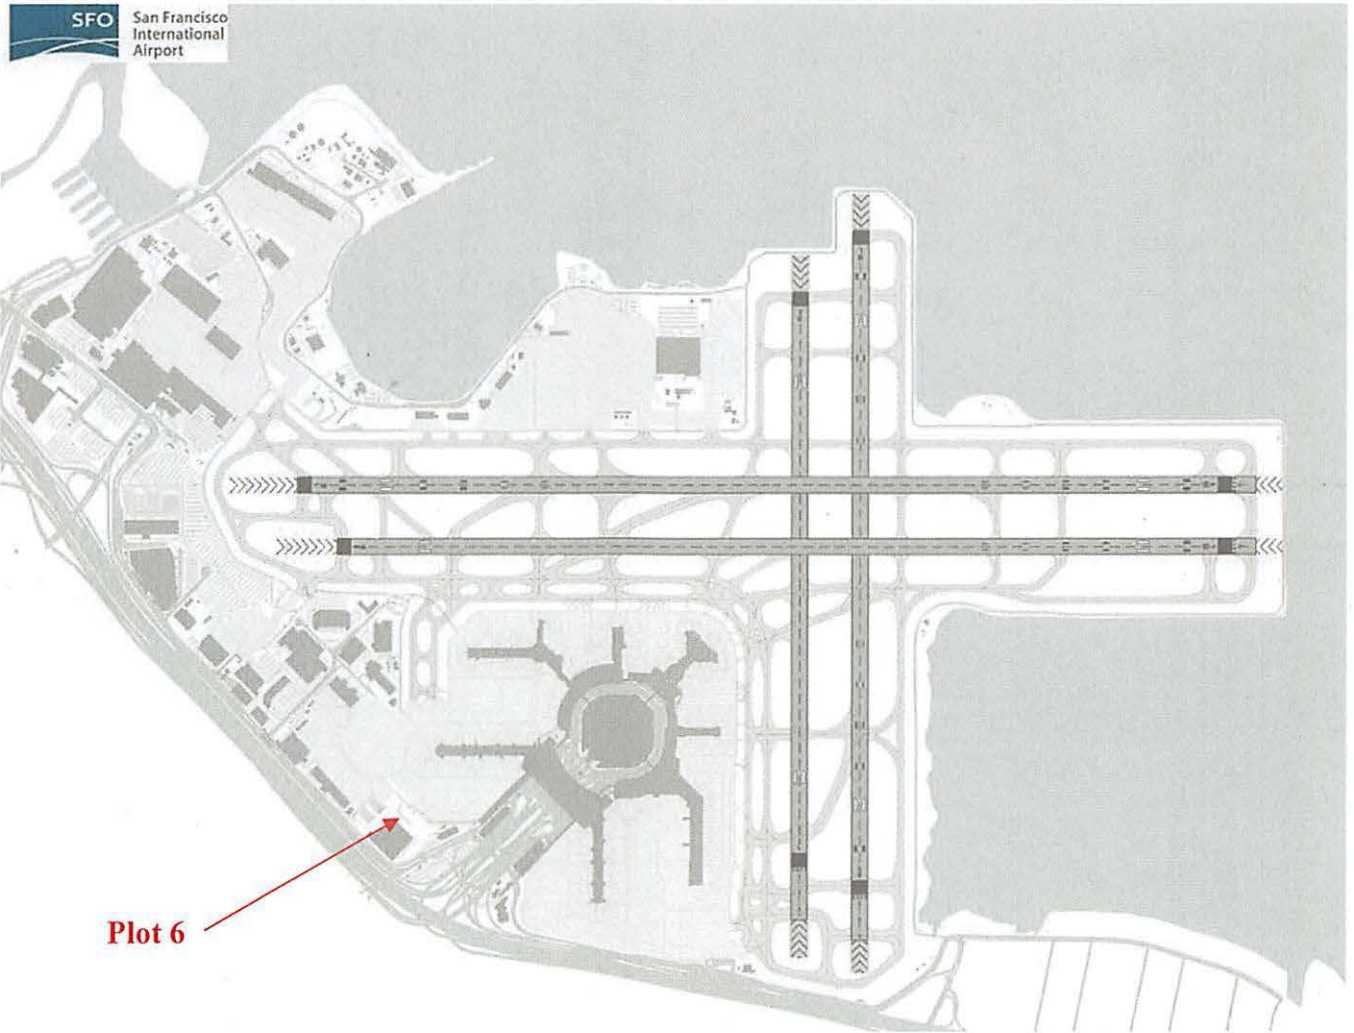 SFO
San Francisco
International
Airport
Plot 6